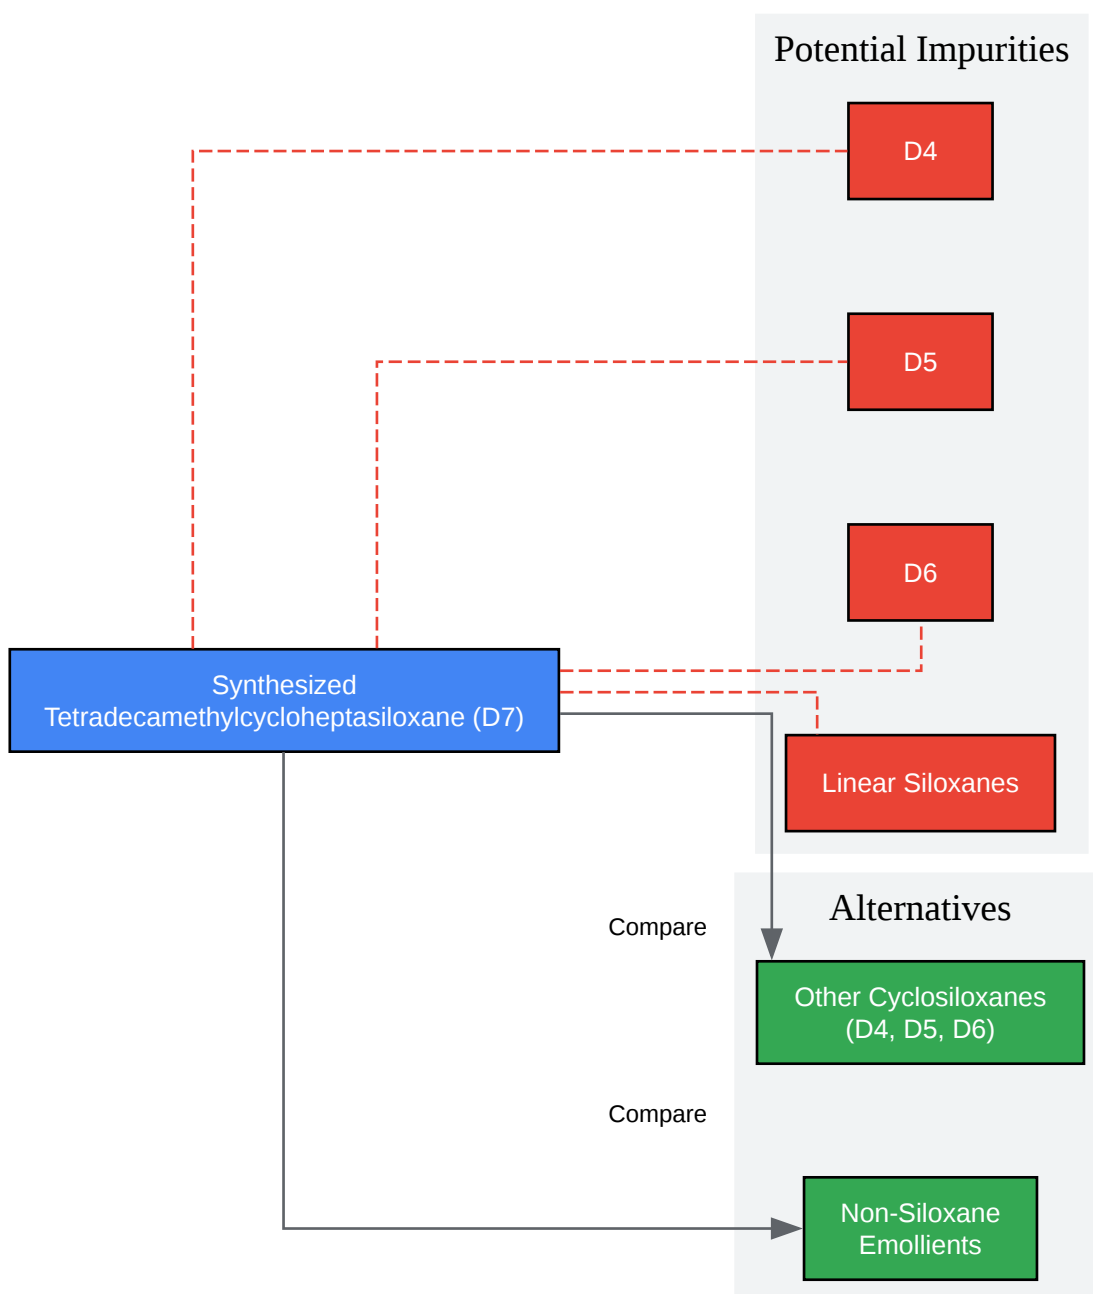 Potential Impurities
D4
D5
D6
Synthesized
Tetradecamethylcycloheptasiloxane (D7)
Linear Siloxanes
Alternatives
Compare
Other Cyclosiloxanes
(D4, D5, D6)
Compare
Non-Siloxane
Emollients